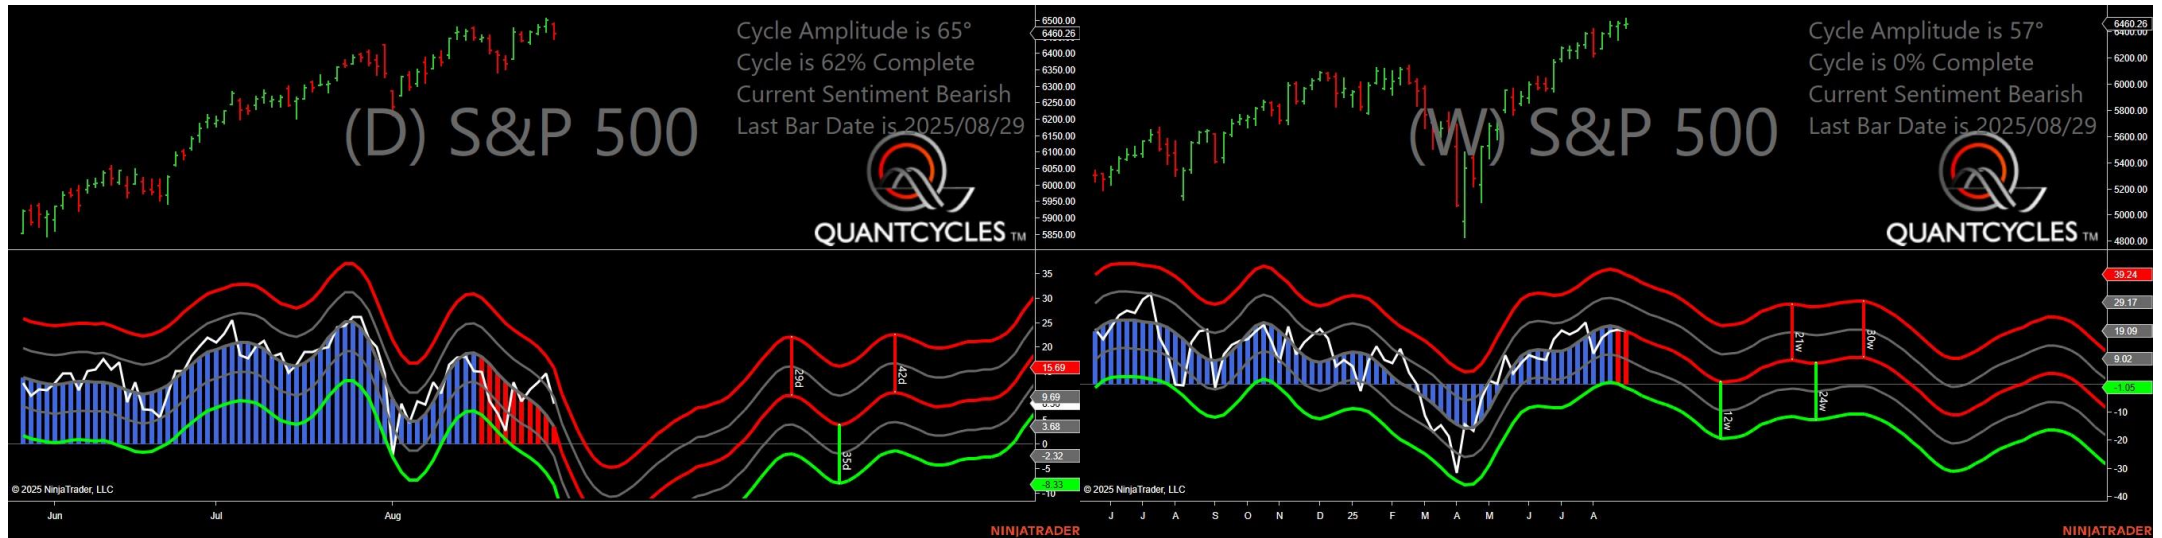 Cycle Amplitude is 65°
Cycle is 62% Complete
Current Sentiment Bearish
Last Bar Date is 2025/08/29
(D) S&P 500
QUANTCYCLES TM
6500.00
6460.26
6400.00
6350.00
6300.00
6250.00
6200.00
6150.00
6100.00
6050.00
6000.00
5950.00
5900.00
5850.00
35
30
25
20
15.69
9.69
3.68
0
-2.32
-5
-8.33
-10
29d
35d
42d
© 2025 NinjaTrader, LLC
Jun Jul Aug
NINJATRADER
Cycle Amplitude is 57°
Cycle is 0% Complete
Current Sentiment Bearish
Last Bar Date is 2025/08/29
(W) S&P 500
QUANTCYCLES TM
6460.26
6400.00
6200.00
6000.00
5800.00
5600.00
5400.00
5200.00
5000.00
4800.00
39.24
29.17
19.09
9.02
-1.05
-10
-20
-30
-40
12w
21w
24w
30w
© 2025 NinjaTrader, LLC
J J A S O N D 25 F M A M J J A
NINJATRADER